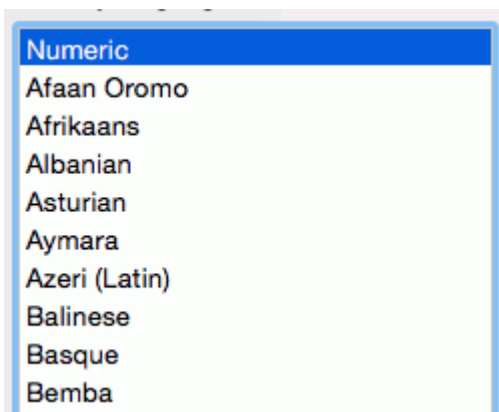 Numeric
Afaan Oromo
Afrikaans
Albanian
Asturian
Aymara
Azeri (Latin)
Balinese
Basque
Bemba